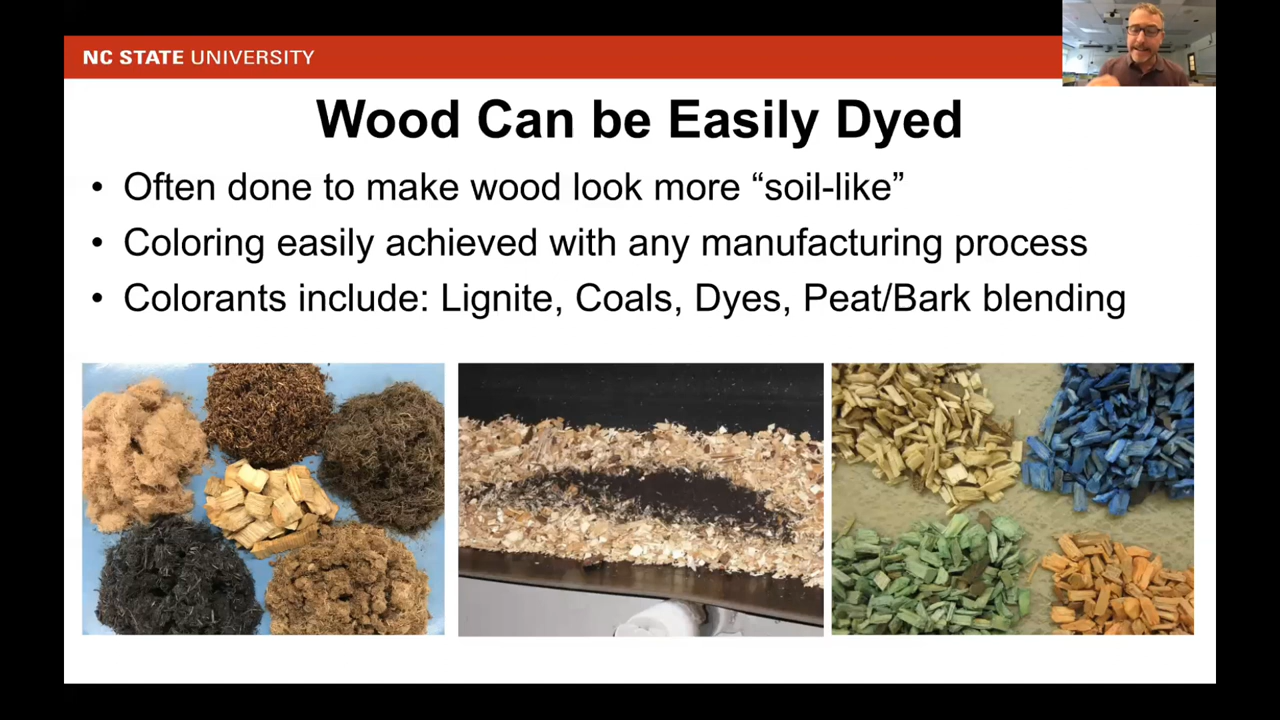 NC STATE UNIVERSITY
Wood Can be Easily Dyed
• Often done to make wood look more “soil-like”
• Coloring easily achieved with any manufacturing process
• Colorants include: Lignite, Coals, Dyes, Peat/Bark blending